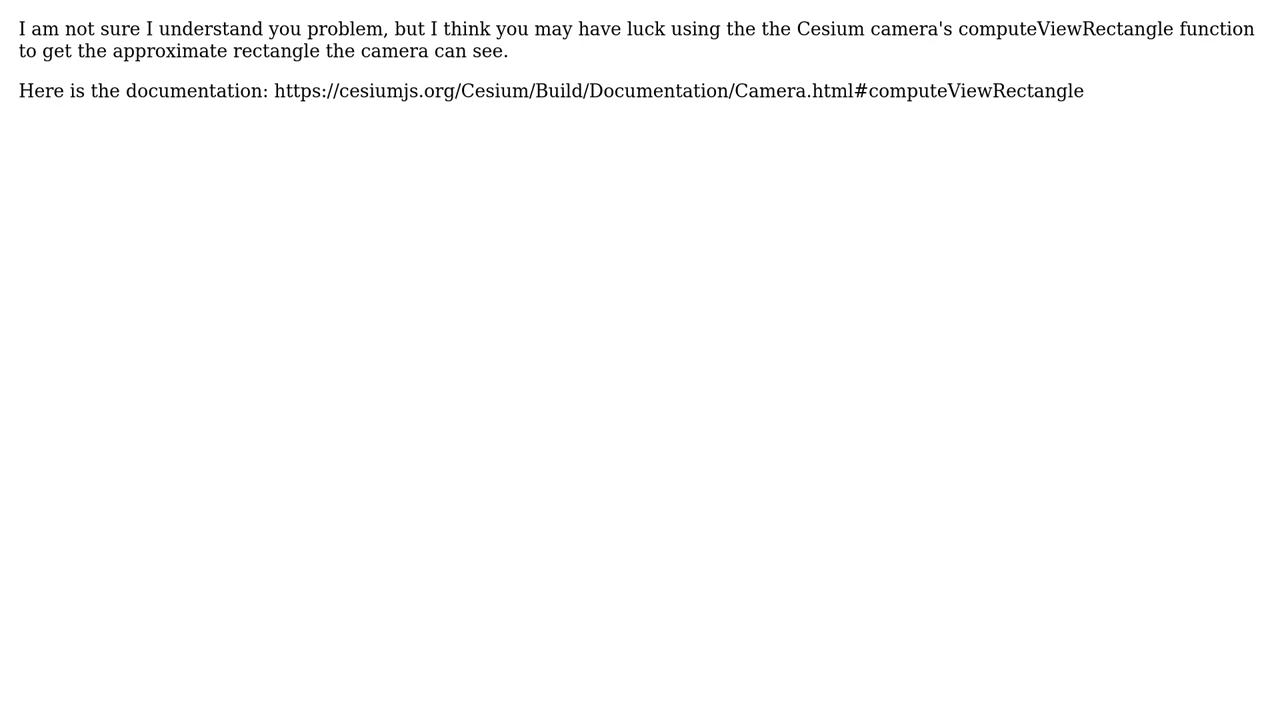 I am not sure I understand you problem, but I think you may have luck using the the Cesium camera's computeViewRectangle function
to get the approximate rectangle the camera can see.
Here is the documentation: https://cesiumjs.org/Cesium/Build/Documentation/Camera.html#computeViewRectangle